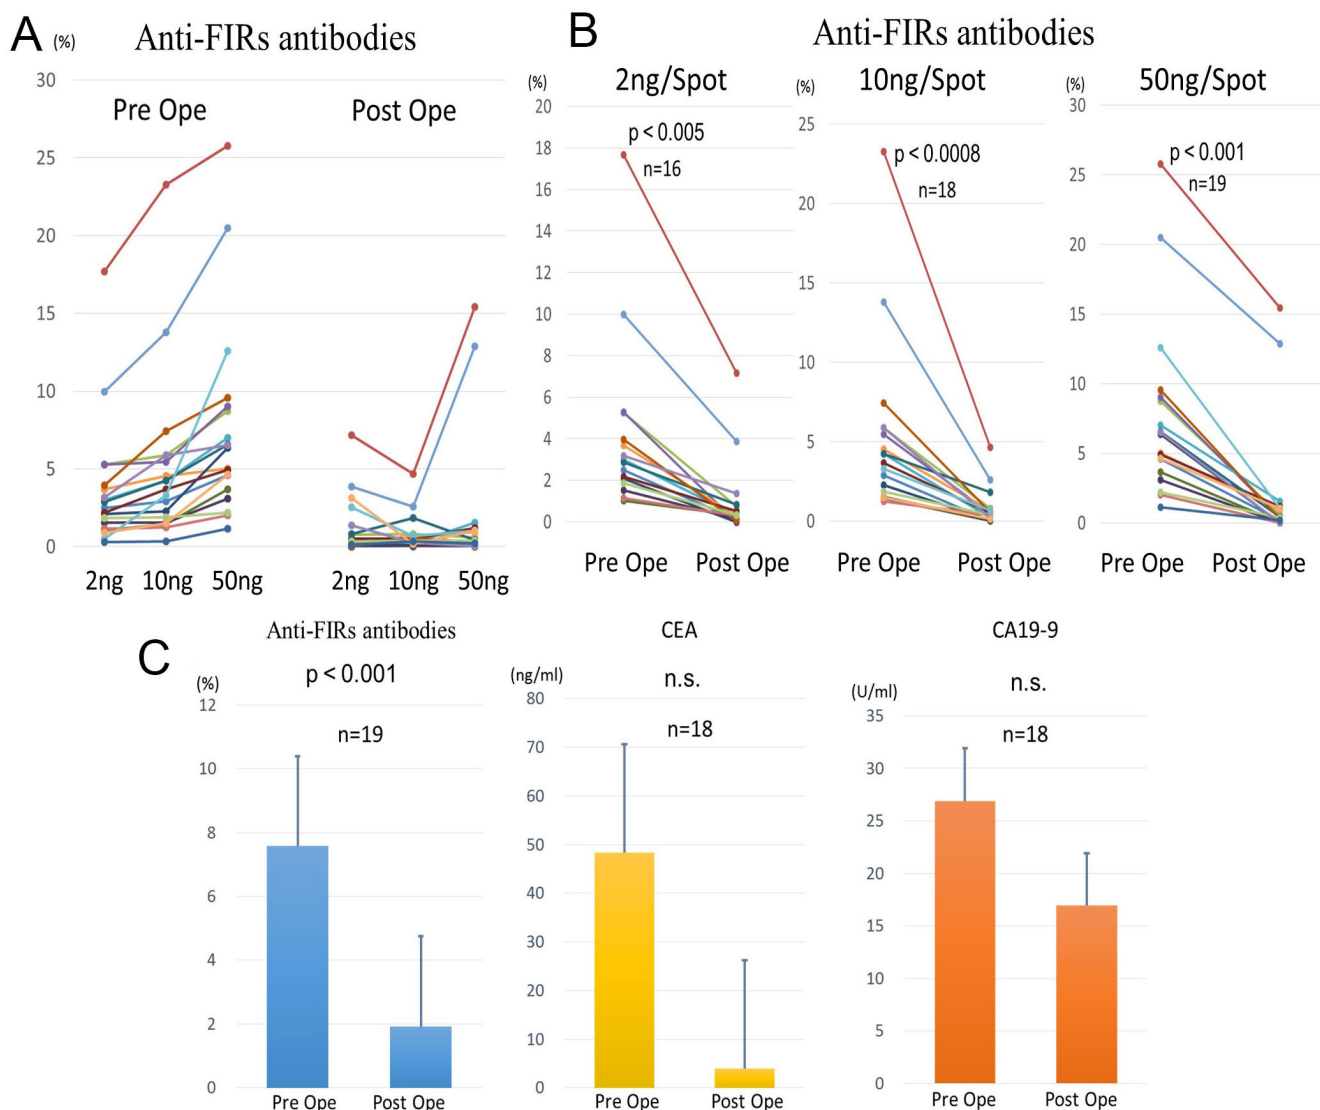 A (%) Anti-FIRs antibodies
30
Pre Ope Post Ope
25
20
15
10
5
0
2ng 10ng 50ng 2ng 10ng 50ng
B Anti-FIRs antibodies
(%) 2ng/Spot
20
p < 0.005
18
n=16
16
14
12
10
8
6
4
2
0
Pre Ope Post Ope
(%) 10ng/Spot
25
p < 0.0008
n=18
20
15
10
5
0
Pre Ope Post Ope
(%) 50ng/Spot
30
p < 0.001
25
n=19
20
15
10
5
0
Pre Ope Post Ope
C
Anti-FIRs antibodies
p < 0.001
(%)
12
n=19
10
8
6
4
2
0
Pre Ope Post Ope
CEA
(ng/ml) n.s.
80
n=18
70
60
50
40
30
20
10
0
Pre Ope Post Ope
CA19-9
(U/ml) n.s.
35
n=18
30
25
20
15
10
5
0
Pre Ope Post Ope